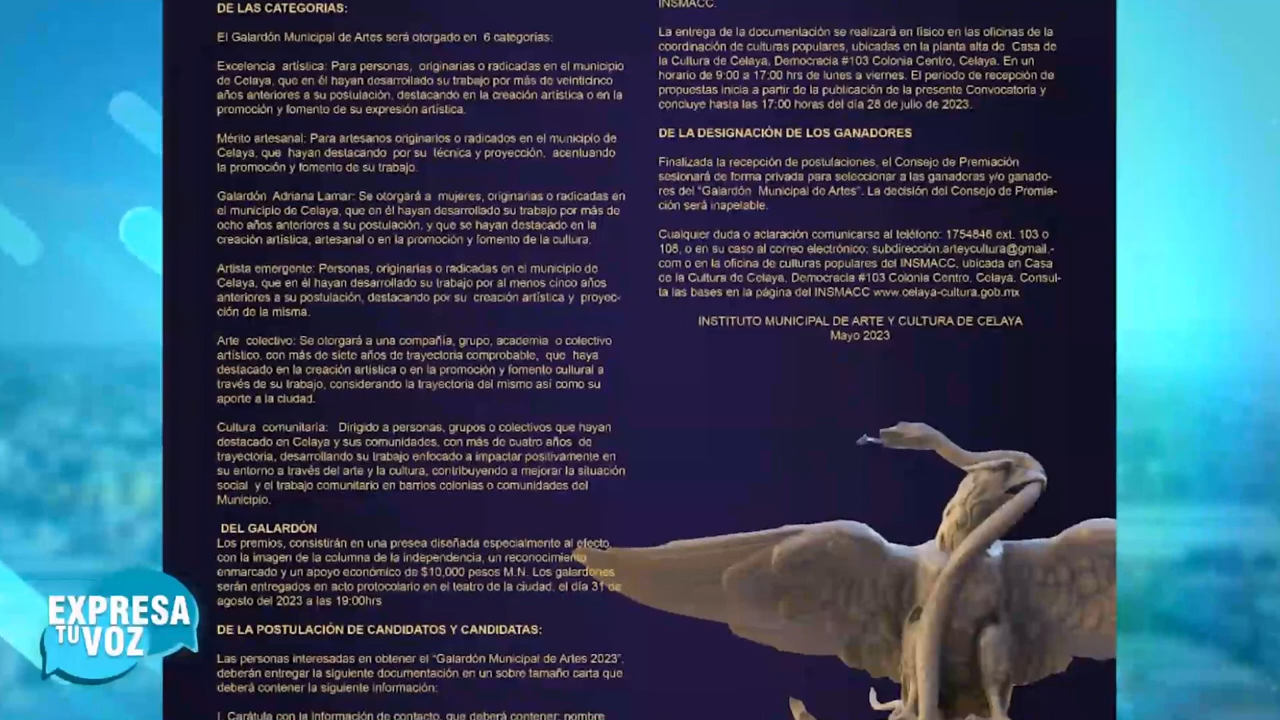 DE LAS CATEGORIAS:
El Galardón Municipal de Artes será otorgado en 6 categorías:
Excelencia artística: Para personas, originarias o radicadas en el municipio
de Celaya, que en él hayan desarrollado su trabajo por más de veinticinco
años anteriores a su postulación, destacando en la creación artística o en la
promoción y fomento de su expresión artística.
Mérito artesanal: Para artesanos originarios o radicados en el municipio de
Celaya, que hayan destacando por su técnica y proyección, acentuando
la promoción y fomento de su trabajo.
Galardón Adriana Lamar: Se otorgará a mujeres, originarias o radicadas en
el municipio de Celaya, que en él hayan desarrollado su trabajo por más de
ocho años anteriores a su postulación, y que se hayan destacado en la
creación artística, artesanal o en la promoción y fomento de la cultura.
Artista emergente: Personas, originarias o radicadas en el municipio de
Celaya, que en él hayan desarrollado su trabajo por al menos cinco años
anteriores a su postulación, destacando por su creación artística y proyec-
ción de la misma.
Arte colectivo: Se otorgará a una compañía, grupo, academia o colectivo
artístico, con más de siete años de trayectoria comprobable, que haya
destacado en la creación artística o en la promoción y fomento cultural a
través de su trabajo, considerando la trayectoria del mismo así como su
aporte a la ciudad.
Cultura comunitaria: Dirigido a personas, grupos o colectivos que hayan
destacado en Celaya y sus comunidades, con más de cuatro años de
trayectoria, desarrollando su trabajo enfocado a impactar positivamente en
su entorno a través del arte y la cultura, contribuyendo a mejorar la situación
social y el trabajo comunitario en barrios colonias o comunidades del
Municipio.
DEL GALARDÓN
Los premios, consistirán en una presea diseñada especialmente al efecto,
con la imagen de la columna de la independencia, un reconocimiento
enmarcado y un apoyo económico de $10,000 pesos M.N. Los galardones
serán entregados en acto protocolario en el teatro de la ciudad, el día 31 de
agosto del 2023 a las 19:00hrs
DE LA POSTULACIÓN DE CANDIDATOS Y CANDIDATAS:
Las personas interesadas en obtener el "Galardón Municipal de Artes 2023",
deberán entregar la siguiente documentación en un sobre tamaño carta que
deberá contener la siguiente información:
I. Carátula con la información de contacto, que deberá contener: nombre
INSMACC.
La entrega de la documentación se realizará en físico en las oficinas de la
coordinación de culturas populares, ubicadas en la planta alta de Casa de
la Cultura de Celaya, Democracia #103 Colonia Centro, Celaya. En un
horario de 9:00 a 17:00 hrs de lunes a viernes. El periodo de recepción de
propuestas inicia a partir de la publicación de la presente Convocatoria y
concluye hasta las 17:00 horas del día 28 de julio de 2023.
DE LA DESIGNACIÓN DE LOS GANADORES
Finalizada la recepción de postulaciones, el Consejo de Premiación
sesionará de forma privada para seleccionar a las ganadoras y/o ganado-
res del "Galardón Municipal de Artes". La decisión del Consejo de Premia-
ción será inapelable.
Cualquier duda o aclaración comunicarse al teléfono: 1754846 ext. 103 o
108, o en su caso al correo electrónico: subdirección.arteycultura@gmail.-
com o en la oficina de culturas populares del INSMACC, ubicada en Casa
de la Cultura de Celaya, Democracia #103 Colonia Centro, Celaya. Consul-
ta las bases en la página del INSMACC www.celaya-cultura.gob.mx
INSTITUTO MUNICIPAL DE ARTE Y CULTURA DE CELAYA
Mayo 2023
EXPRESA
TU VOZ